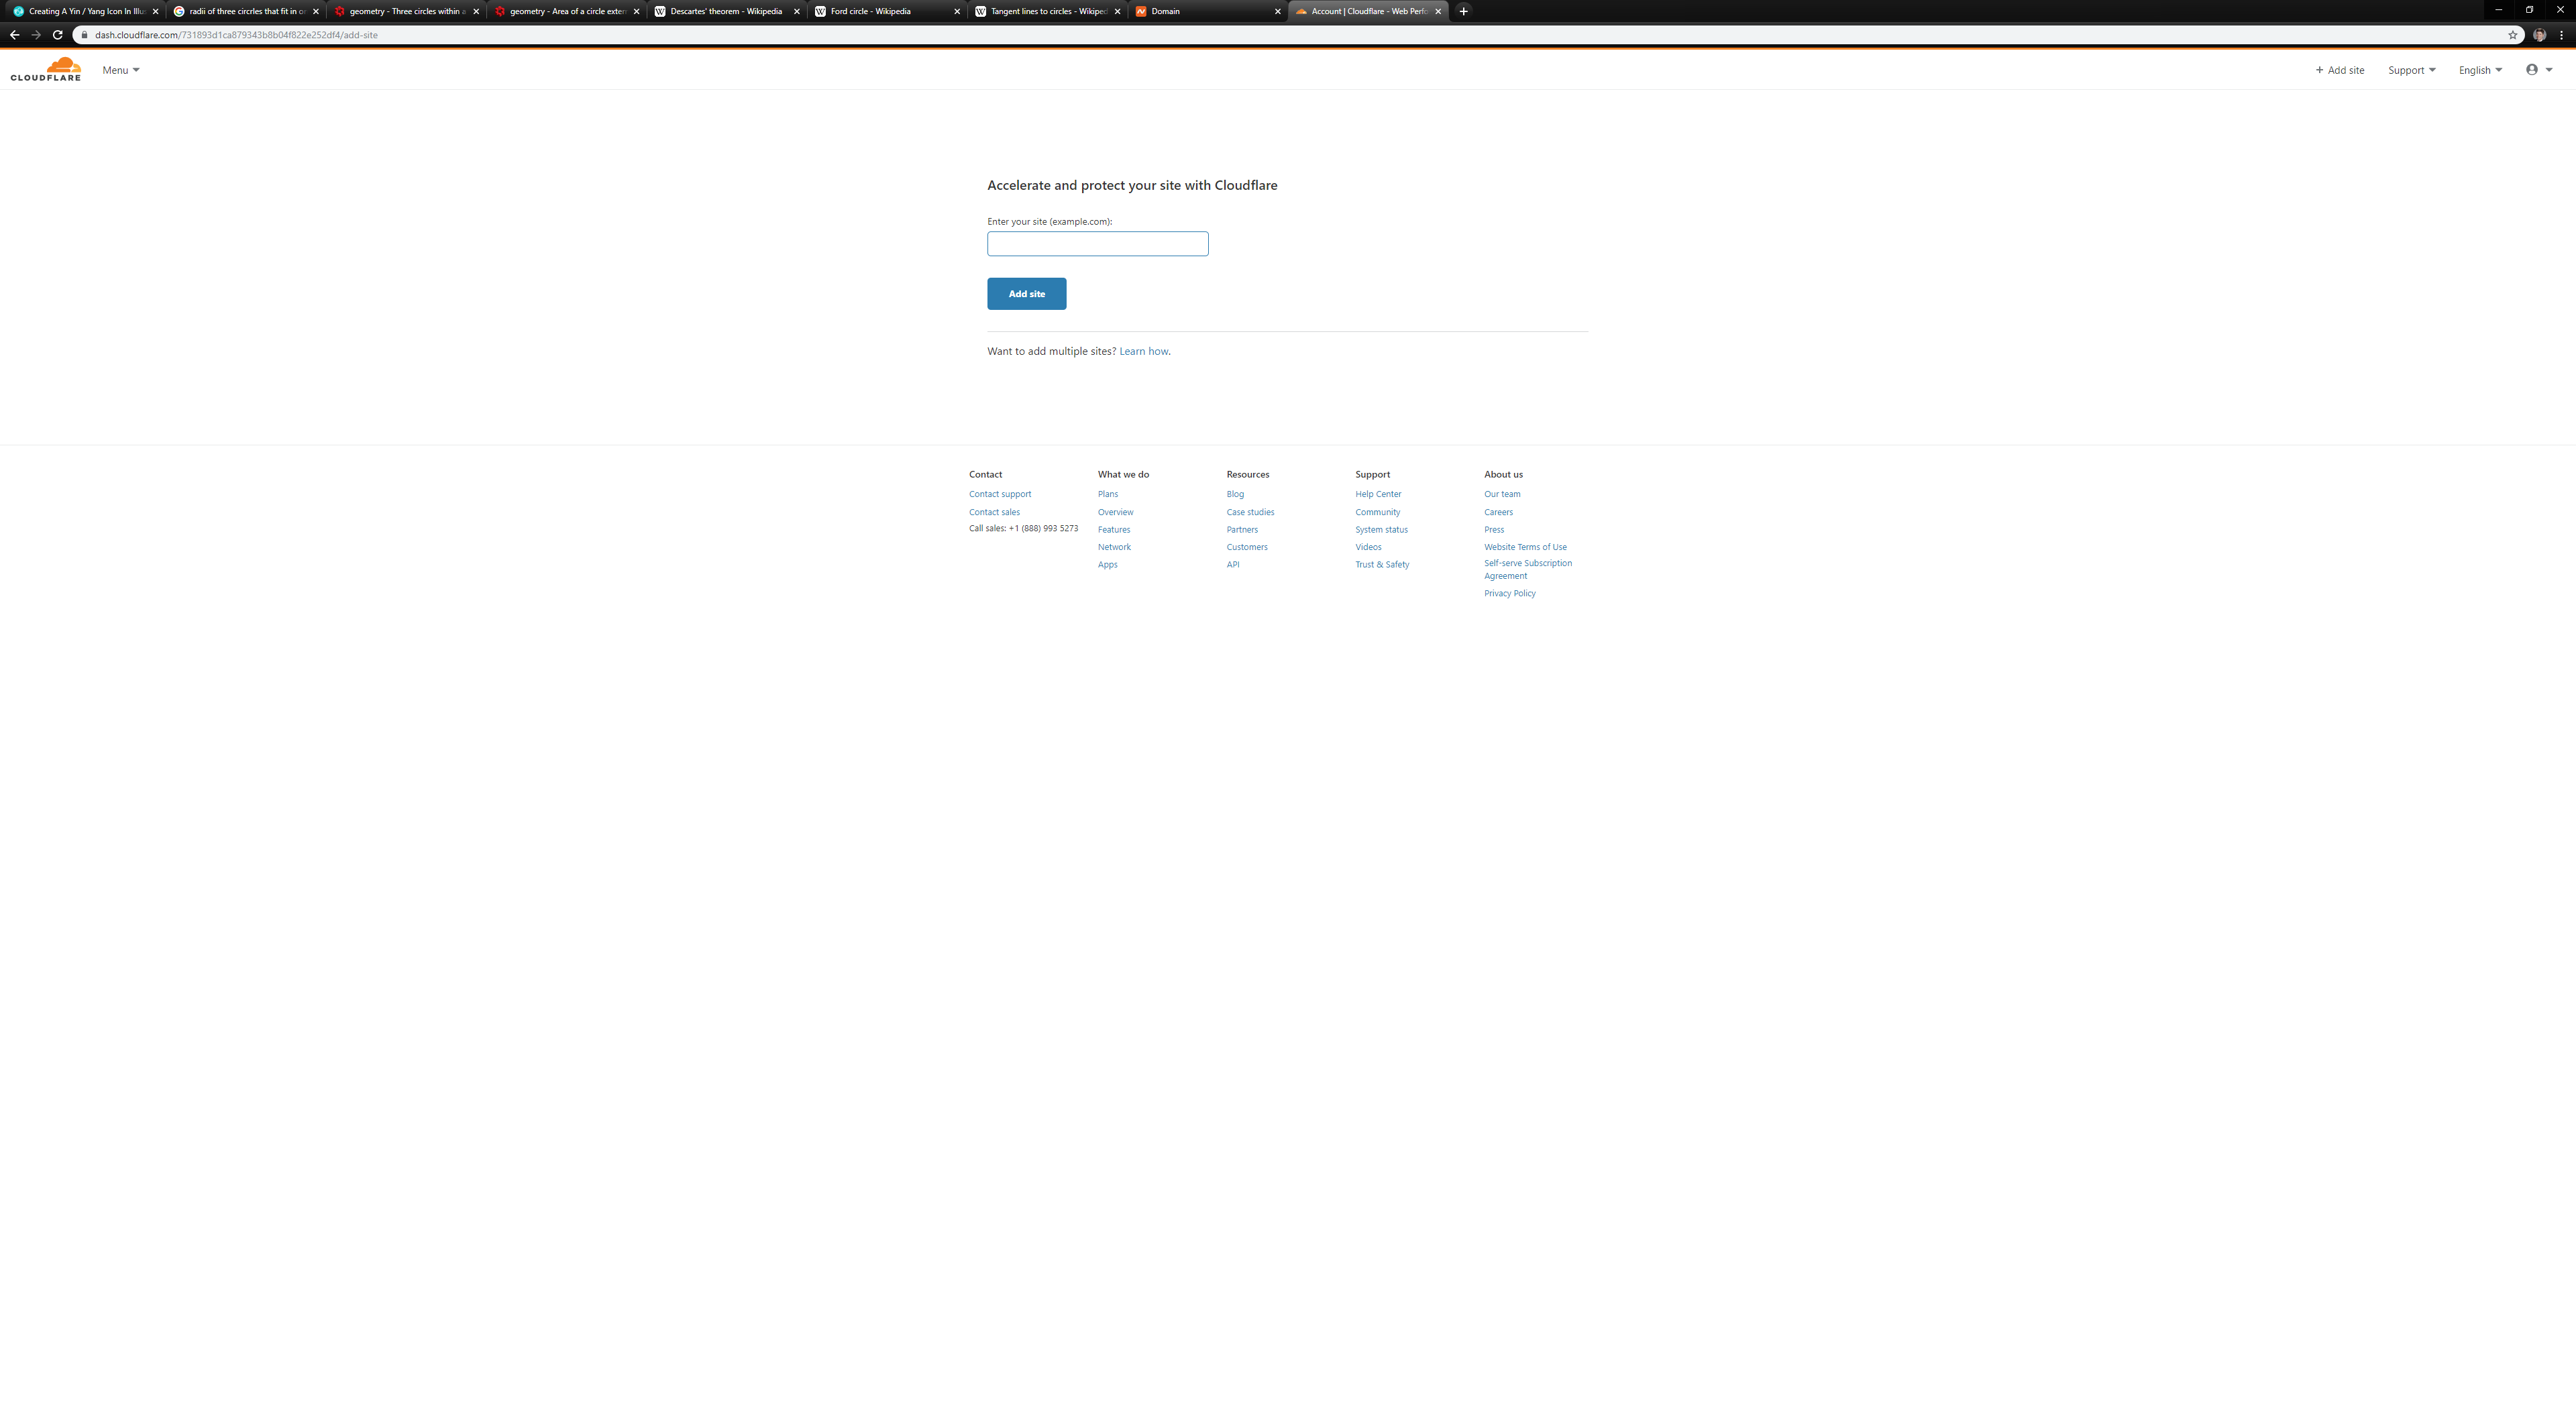 Creating A Yin / Yang Icon In Illus
radii of three circrles that fit in o
geometry - Three circles within a
geometry - Area of a circle extern
Descartes' theorem - Wikipedia
Ford circle - Wikipedia
Tangent lines to circles - Wikiped
Domain
Account | Cloudflare - Web Perfo
dash.cloudflare.com/731893d1ca879343b8b04f822e252df4/add-site
CLOUDFLARE
Menu
+ Add site
Support
English
Accelerate and protect your site with Cloudflare
Enter your site (example.com):
Add site
Want to add multiple sites? Learn how.
Contact
Contact support
Contact sales
Call sales: +1 (888) 993 5273
What we do
Plans
Overview
Features
Network
Apps
Resources
Blog
Case studies
Partners
Customers
API
Support
Help Center
Community
System status
Videos
Trust & Safety
About us
Our team
Careers
Press
Website Terms of Use
Self-serve Subscription
Agreement
Privacy Policy